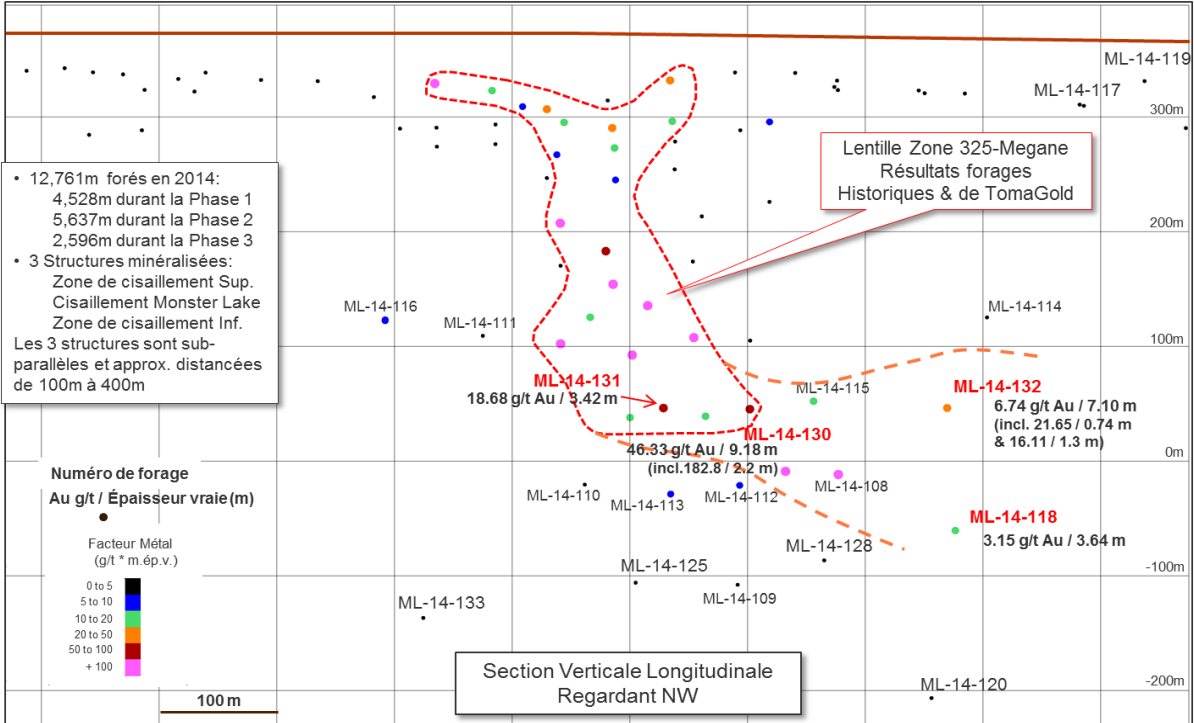 ML-14-119
ML-14-117
300m
Lentille Zone 325-Megane
Résultats forages
Historiques & de TomaGold
• 12,761m forés en 2014:
4,528m durant la Phase 1
5,637m durant la Phase 2
2,596m durant la Phase 3
• 3 Structures minéralisées:
Zone de cisaillement Sup.
Cisaillement Monster Lake
Zone de cisaillement Inf.
Les 3 structures sont sub-
parallèles et approx. distancées
de 100m à 400m
200m
ML-14-116
ML-14-111
ML-14-114
100m
ML-14-131
18.68 g/t Au / 3.42 m
ML-14-115
ML-14-132
6.74 g/t Au / 7.10 m
(incl. 21.65 / 0.74 m
& 16.11 / 1.3 m)
ML-14-130
46.33 g/t Au / 9.18 m
(incl.182.8 / 2.2 m)
0m
ML-14-110
ML-14-113
ML-14-112
ML-14-108
ML-14-118
3.15 g/t Au / 3.64 m
Numéro de forage
Au g/t / Épaisseur vraie(m)
Facteur Métal
(g/t * m.ép.v.)
0 to 5
5 to 10
10 to 20
20 to 50
50 to 100
+ 100
ML-14-128
ML-14-125
ML-14-109
-100m
ML-14-133
Section Verticale Longitudinale
Regardant NW
ML-14-120
-200m
100 m